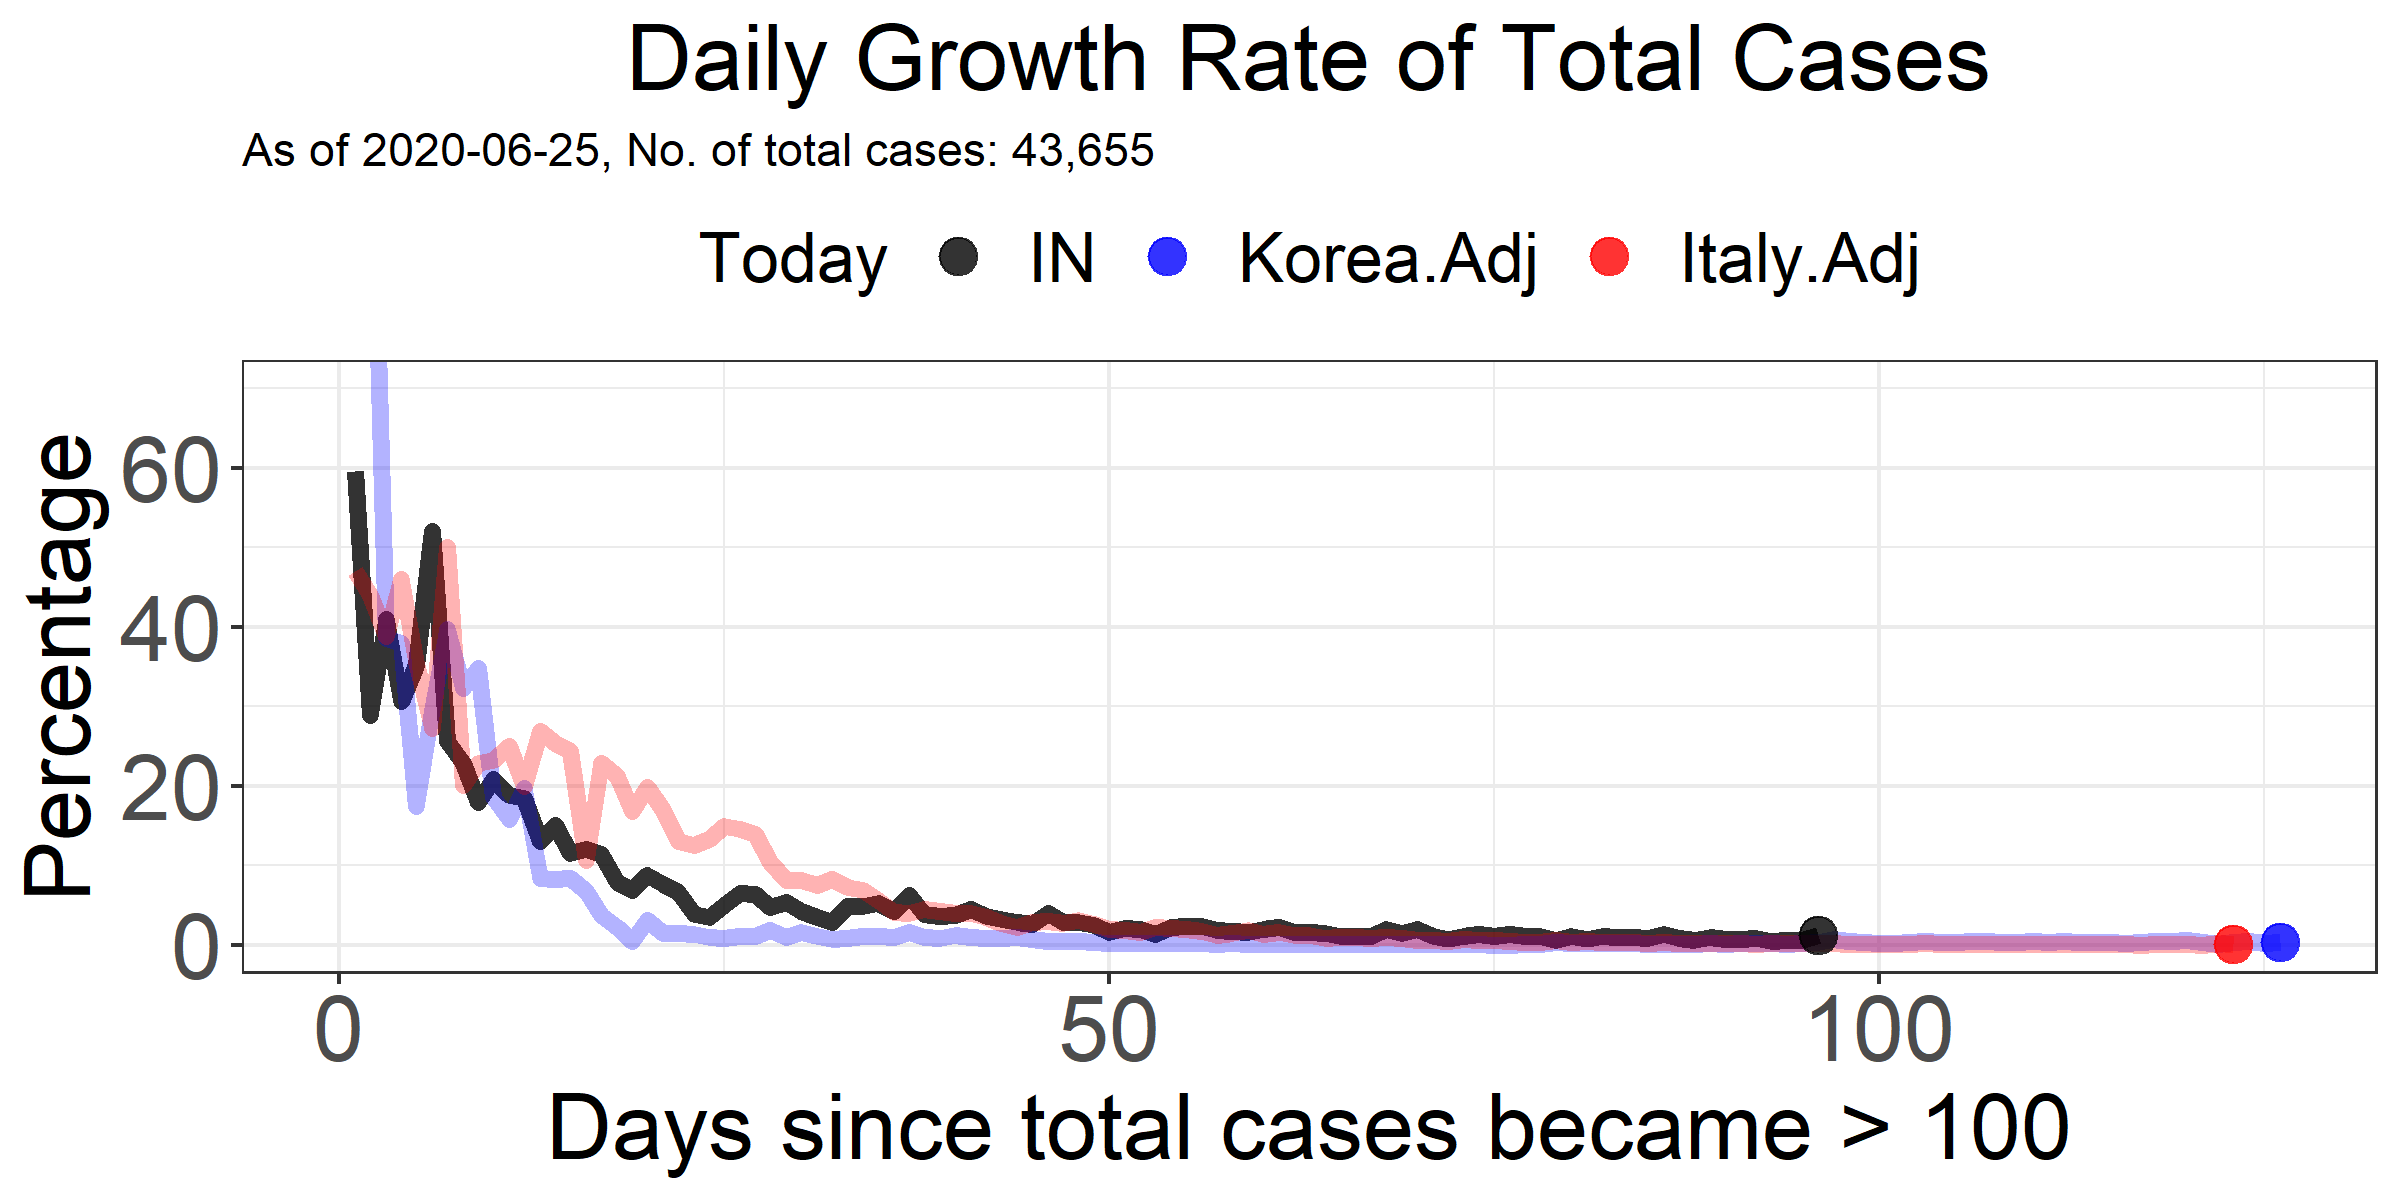 Daily Growth Rate of Total Cases
As of 2020-06-25, No. of total cases: 43,655
Today IN Korea.Adj Italy.Adj
Percentage
60
40
20
0
0 50 100
Days since total cases became > 100